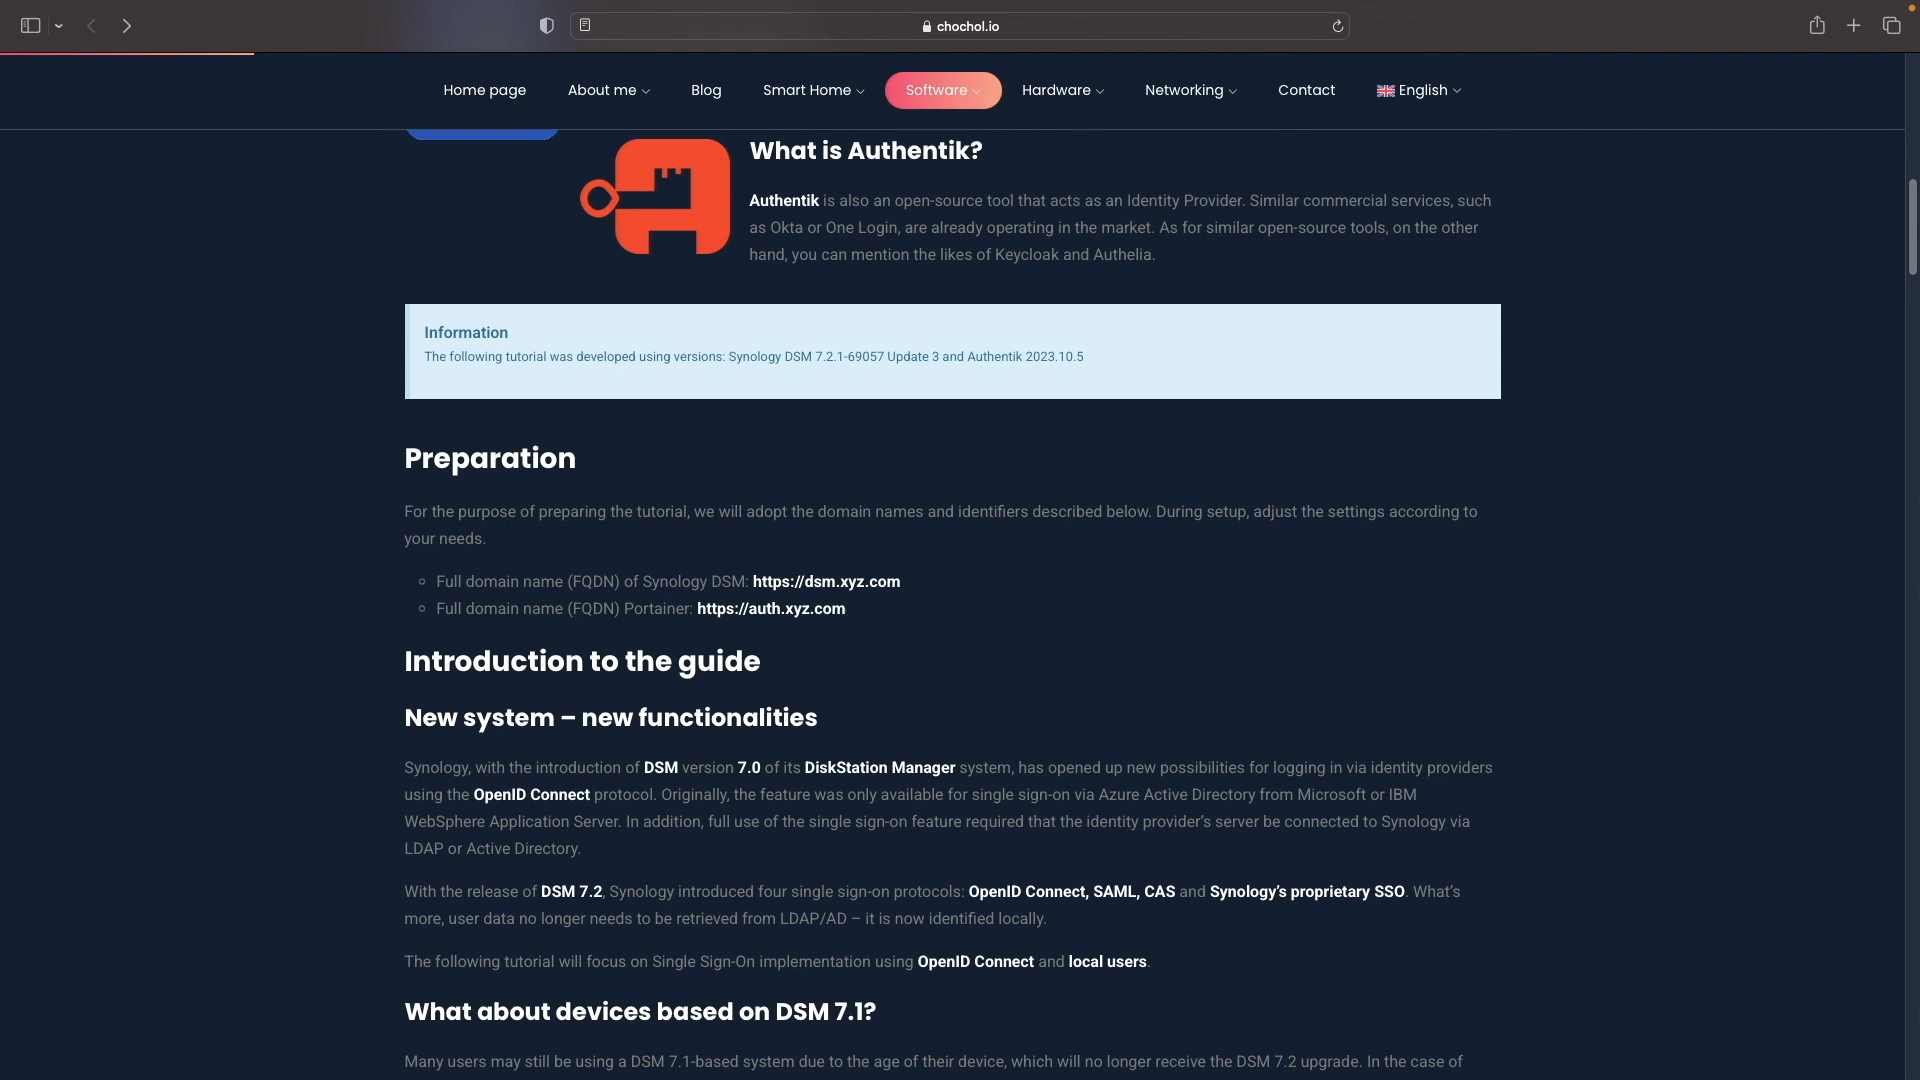 chochol.io
Home page About me Blog Smart Home Software Hardware Networking Contact English
What is Authentik?
Authentik is also an open-source tool that acts as an Identity Provider. Similar commercial services, such
as Okta or One Login, are already operating in the market. As for similar open-source tools, on the other
hand, you can mention the likes of Keycloak and Authelia.
Information
The following tutorial was developed using versions: Synology DSM 7.2.1-69057 Update 3 and Authentik 2023.10.5
Preparation
For the purpose of preparing the tutorial, we will adopt the domain names and identifiers described below. During setup, adjust the settings according to
your needs.
Full domain name (FQDN) of Synology DSM: https://dsm.xyz.com
Full domain name (FQDN) Portainer: https://auth.xyz.com
Introduction to the guide
New system – new functionalities
Synology, with the introduction of DSM version 7.0 of its DiskStation Manager system, has opened up new possibilities for logging in via identity providers
using the OpenID Connect protocol. Originally, the feature was only available for single sign-on via Azure Active Directory from Microsoft or IBM
WebSphere Application Server. In addition, full use of the single sign-on feature required that the identity provider’s server be connected to Synology via
LDAP or Active Directory.
With the release of DSM 7.2, Synology introduced four single sign-on protocols: OpenID Connect, SAML, CAS and Synology’s proprietary SSO. What’s
more, user data no longer needs to be retrieved from LDAP/AD – it is now identified locally.
The following tutorial will focus on Single Sign-On implementation using OpenID Connect and local users.
What about devices based on DSM 7.1?
Many users may still be using a DSM 7.1-based system due to the age of their device, which will no longer receive the DSM 7.2 upgrade. In the case of